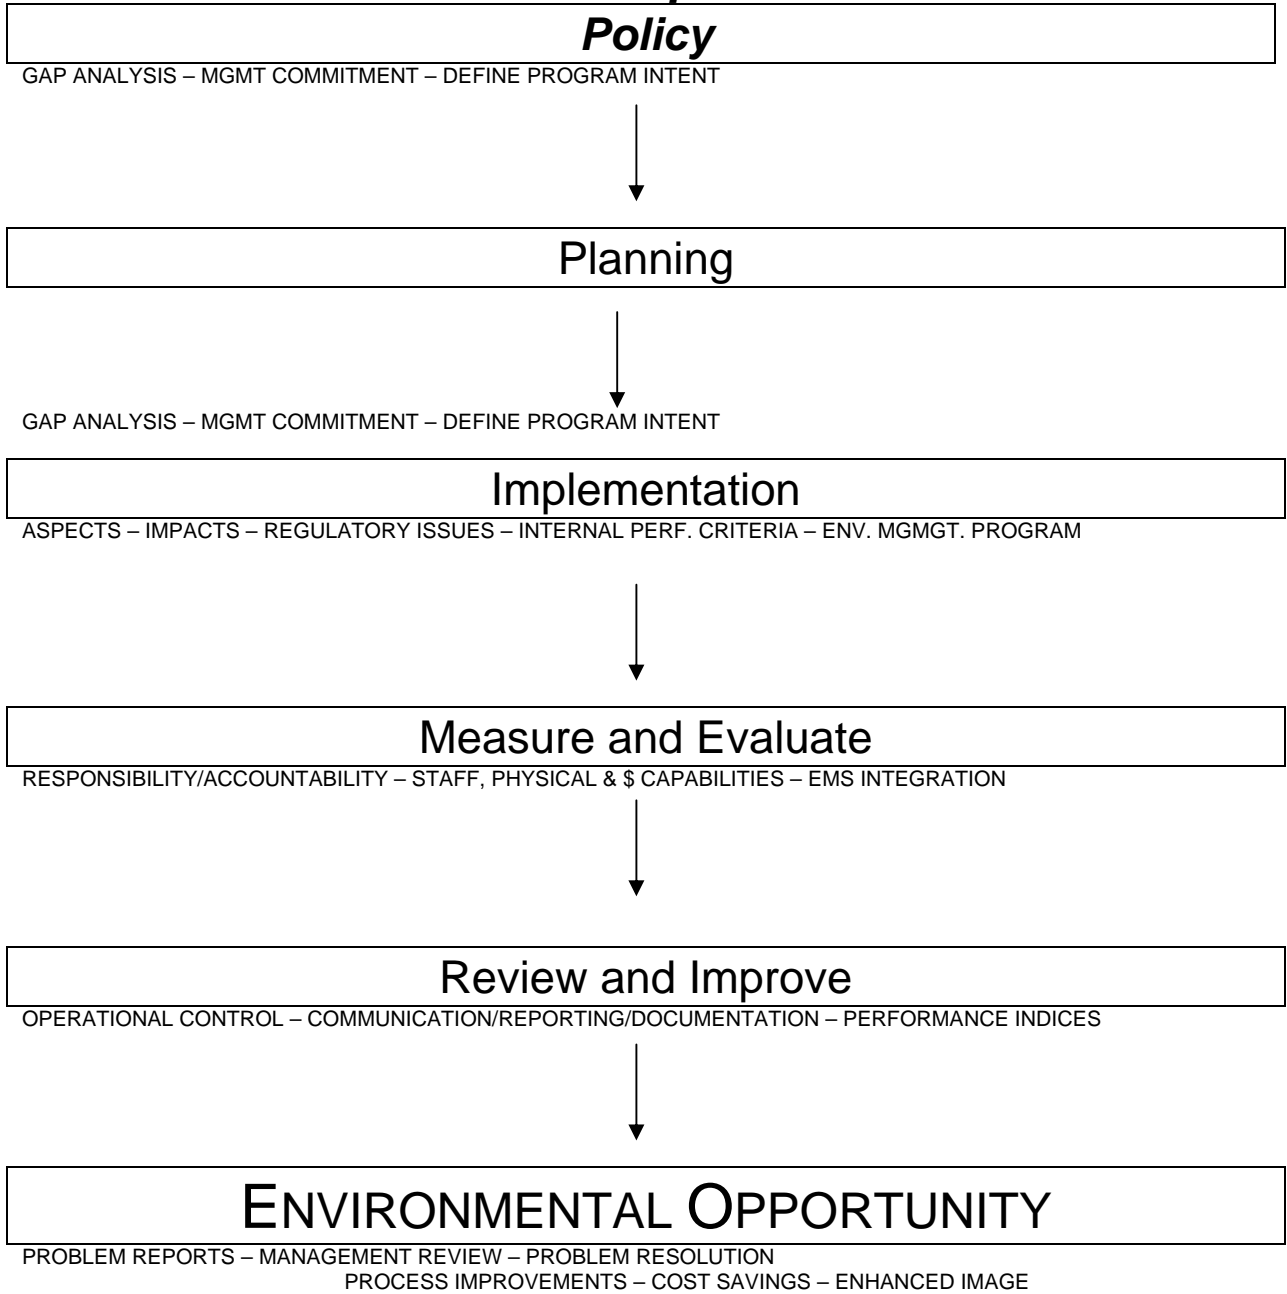 Policy
GAP ANALYSIS – MGMT COMMITMENT – DEFINE PROGRAM INTENT
Planning
GAP ANALYSIS – MGMT COMMITMENT – DEFINE PROGRAM INTENT
Implementation
ASPECTS – IMPACTS – REGULATORY ISSUES – INTERNAL PERF. CRITERIA – ENV. MGMGT. PROGRAM
Measure and Evaluate
RESPONSIBILITY/ACCOUNTABILITY – STAFF, PHYSICAL & $ CAPABILITIES – EMS INTEGRATION
Review and Improve
OPERATIONAL CONTROL – COMMUNICATION/REPORTING/DOCUMENTATION – PERFORMANCE INDICES
ENVIRONMENTAL OPPORTUNITY
PROBLEM REPORTS – MANAGEMENT REVIEW – PROBLEM RESOLUTION
PROCESS IMPROVEMENTS – COST SAVINGS – ENHANCED IMAGE